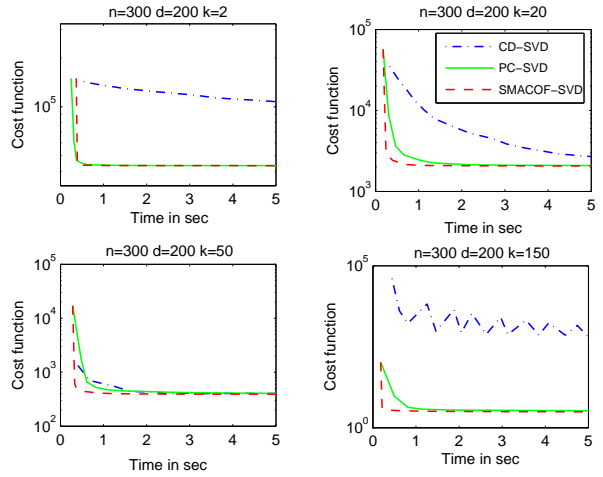 n=300 d=200 k=2
Cost function
10^5
0 1 2 3 4 5
Time in sec
n=300 d=200 k=20
Cost function
10^5
10^4
10^3
0 1 2 3 4 5
Time in sec
CD−SVD
PC−SVD
SMACOF−SVD
n=300 d=200 k=50
Cost function
10^5
10^4
10^3
10^2
0 1 2 3 4 5
Time in sec
n=300 d=200 k=150
Cost function
10^5
10^0
0 1 2 3 4 5
Time in sec